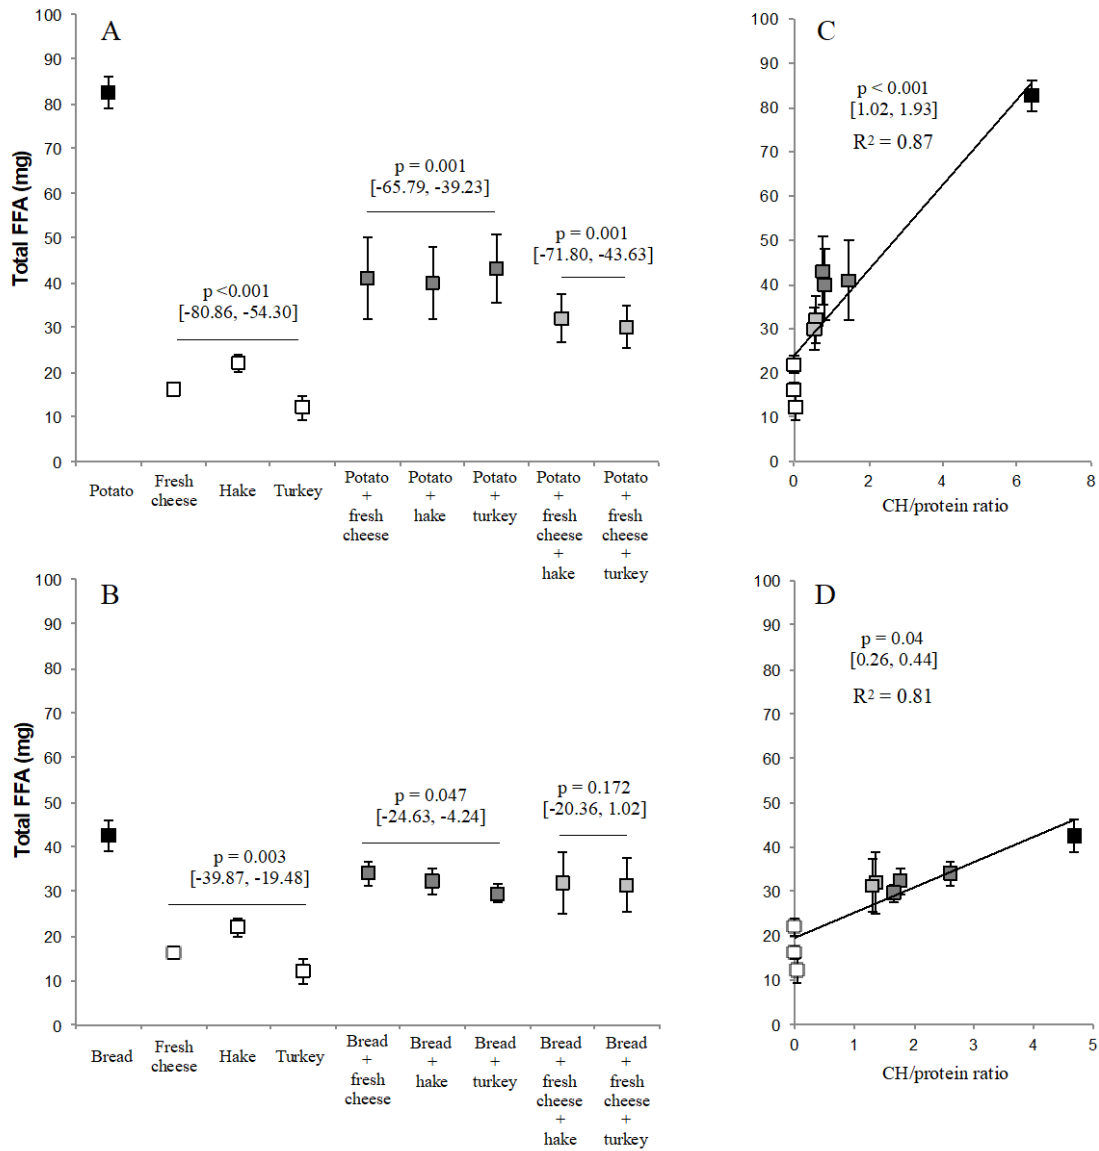 A
Total FFA (mg)
100
90
80
70
60
50
40
30
20
10
0
p <0.001
[-80.86, -54.30]
p = 0.001
[-65.79, -39.23]
p = 0.001
[-71.80, -43.63]
Potato
Fresh
cheese
Hake
Turkey
Potato
+
fresh
cheese
Potato
+
hake
Potato
+
turkey
Potato
+
fresh
cheese
+
hake
Potato
+
fresh
cheese
+
turkey
C
100
90
80
70
60
50
40
30
20
10
0
p < 0.001
[1.02, 1.93]
R2 = 0.87
0 2 4 6 8
CH/protein ratio
B
Total FFA (mg)
100
90
80
70
60
50
40
30
20
10
0
p = 0.003
[-39.87, -19.48]
p = 0.047
[-24.63, -4.24]
p = 0.172
[-20.36, 1.02]
Bread
Fresh
cheese
Hake
Turkey
Bread
+
fresh
cheese
Bread
+
hake
Bread
+
turkey
Bread
+
fresh
cheese
+
hake
Bread
+
fresh
cheese
+
turkey
D
100
90
80
70
60
50
40
30
20
10
0
p = 0.04
[0.26, 0.44]
R2 = 0.81
0 1 2 3 4 5
CH/protein ratio